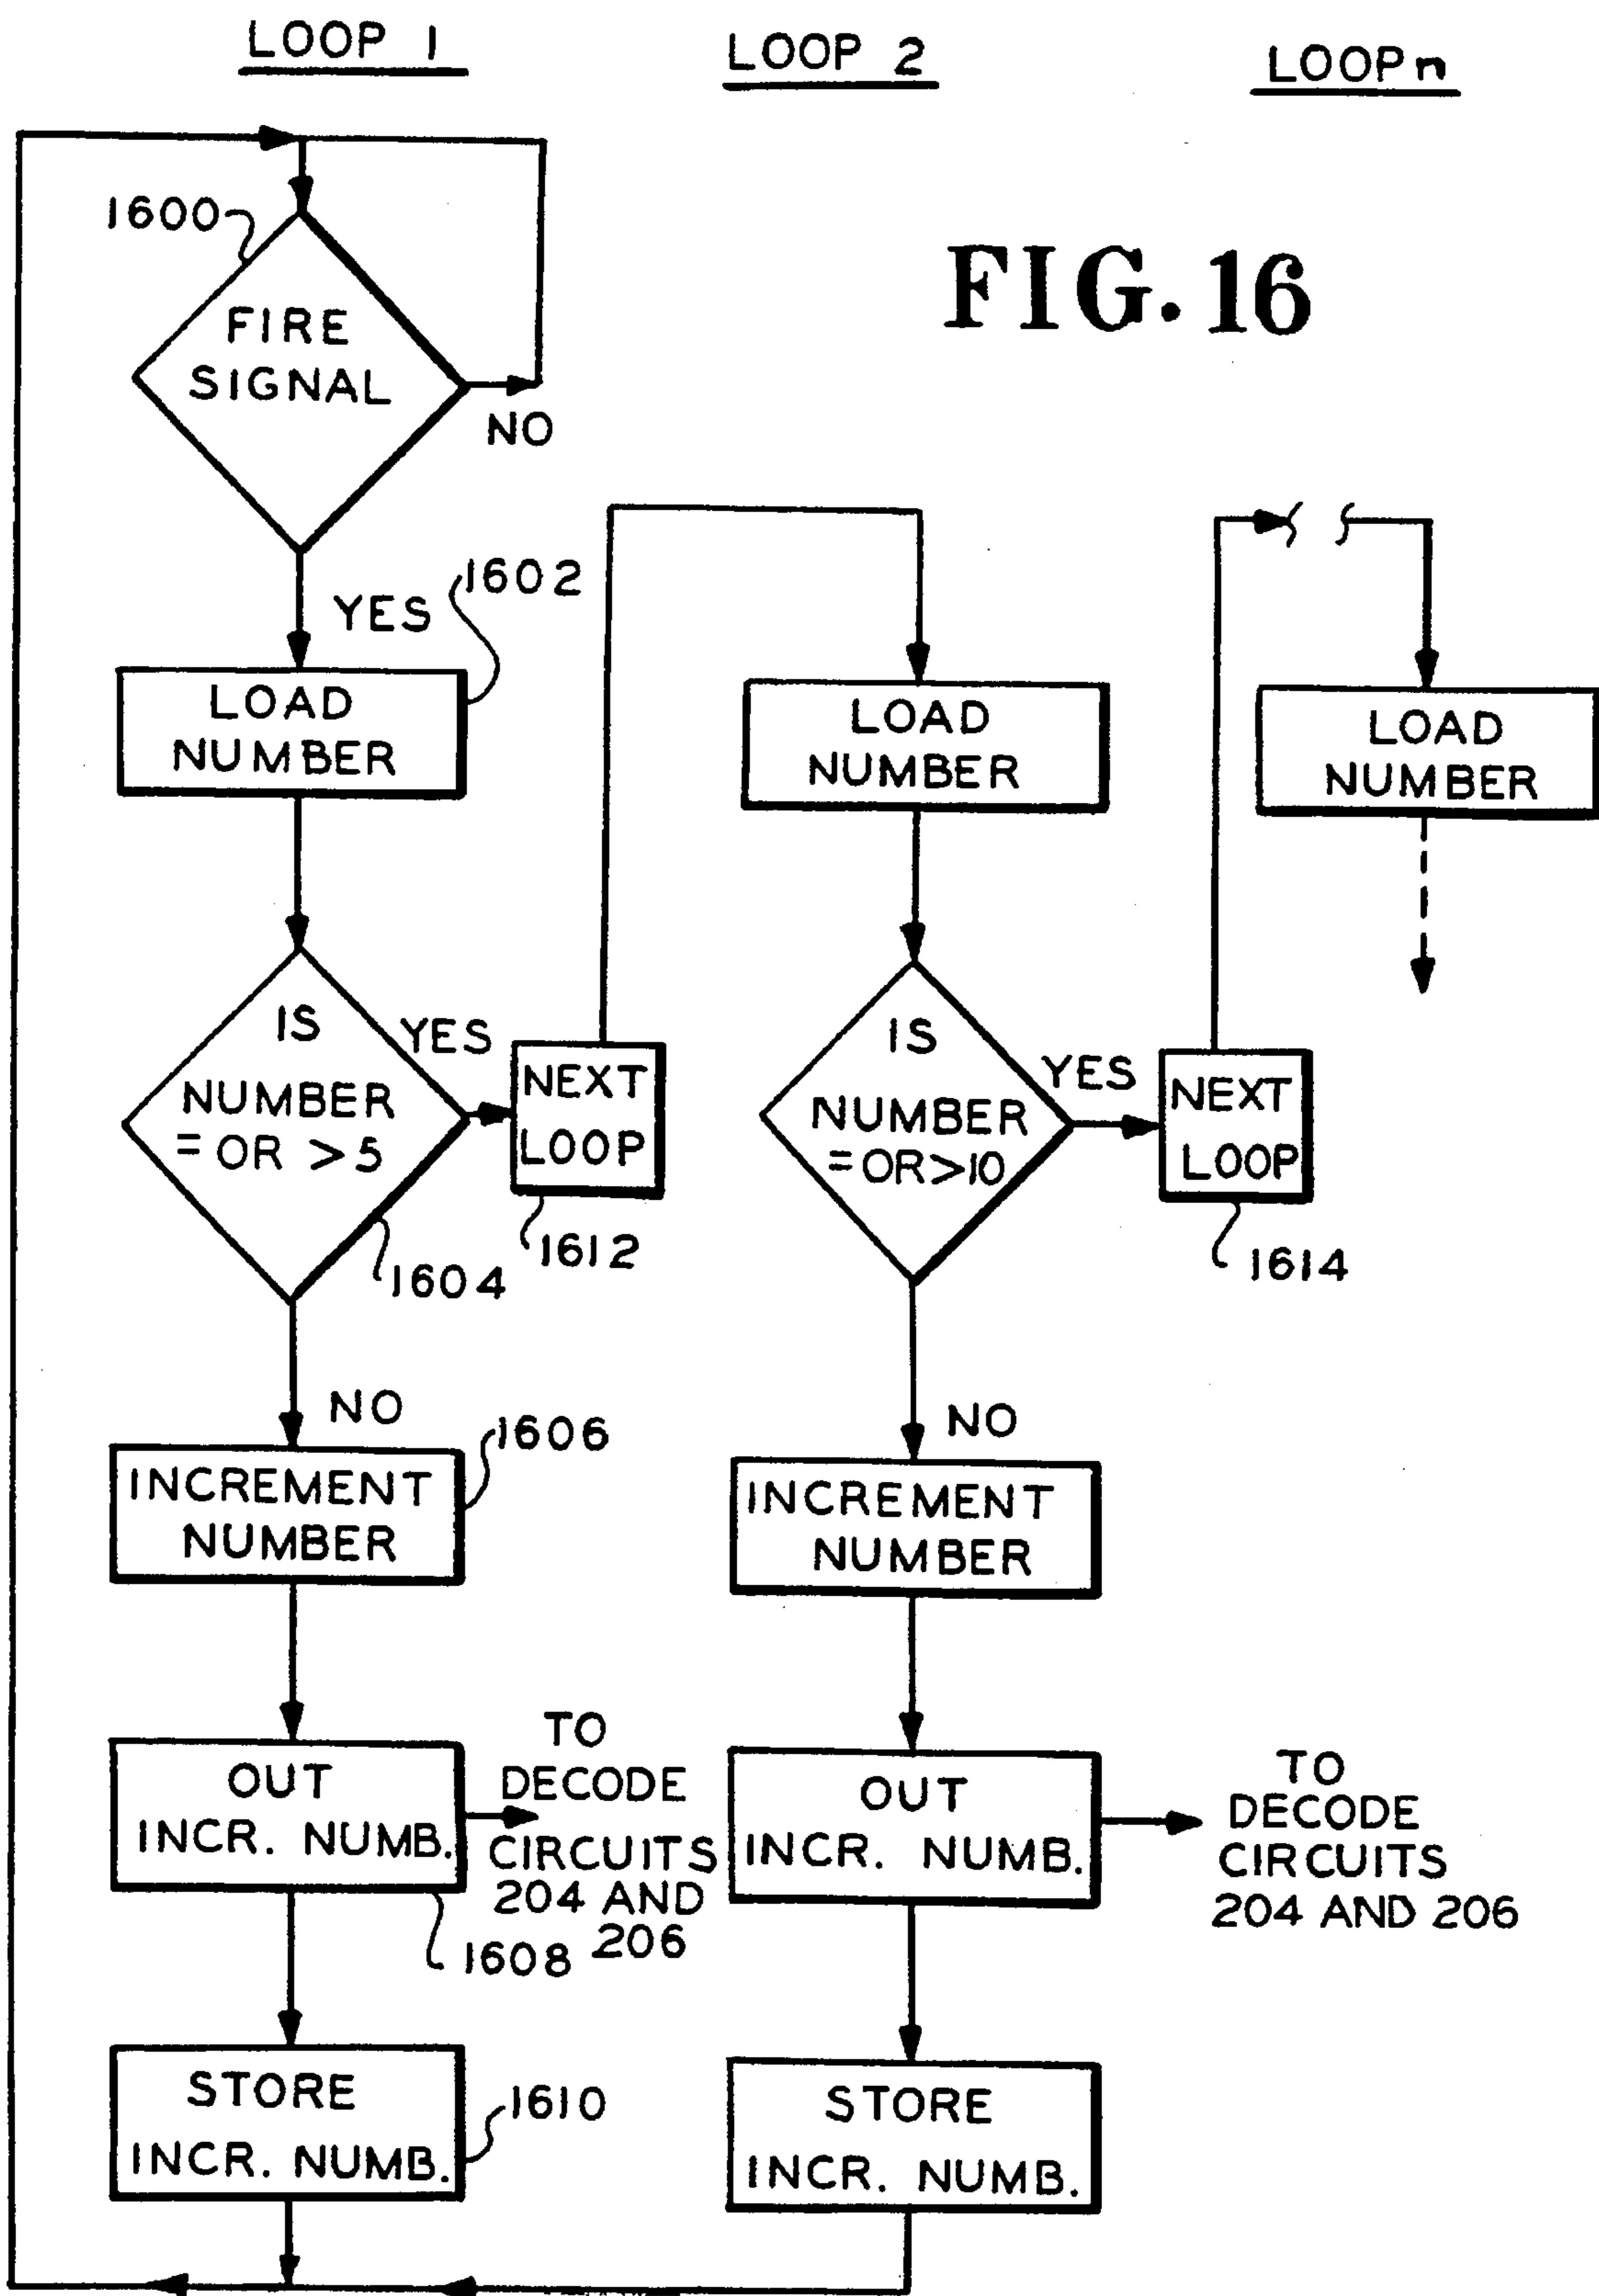 LOOP 1
LOOP 2
LOOP n
FIG. 16
1600
FIRE
SIGNAL
NO
YES
1602
LOAD
NUMBER
IS
NUMBER
= OR > 5
YES
1604
NEXT
LOOP
1612
NO
INCREMENT
NUMBER
1606
OUT
INCR. NUMB.
1608
TO
DECODE
CIRCUITS
204 AND
206
STORE
INCR. NUMB.
1610
LOAD
NUMBER
IS
NUMBER
= OR > 10
YES
NEXT
LOOP
1614
NO
INCREMENT
NUMBER
OUT
INCR. NUMB.
TO
DECODE
CIRCUITS
204 AND 206
STORE
INCR. NUMB.
LOAD
NUMBER